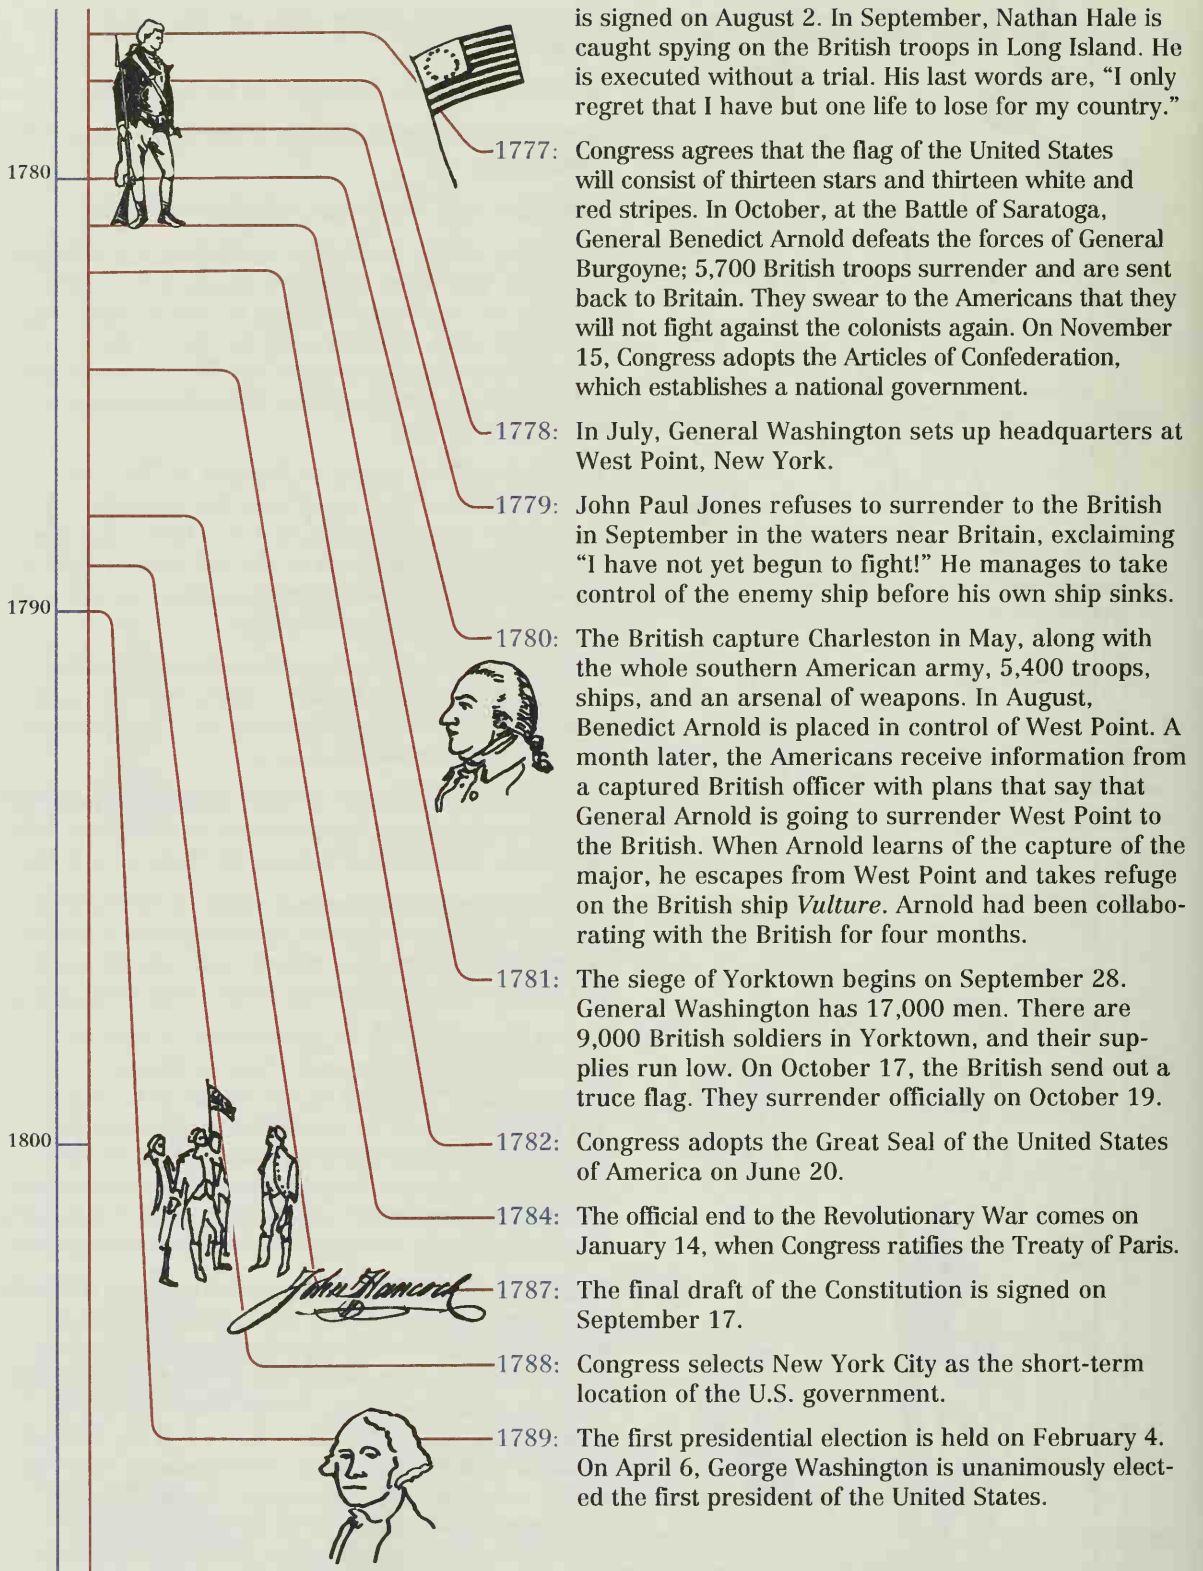 is signed on August 2. In September, Nathan Hale is
caught spying on the British troops in Long Island. He
is executed without a trial. His last words are, “I only
regret that I have but one life to lose for my country.”
1777: Congress agrees that the flag of the United States
will consist of thirteen stars and thirteen white and
red stripes. In October, at the Battle of Saratoga,
General Benedict Arnold defeats the forces of General
Burgoyne; 5,700 British troops surrender and are sent
back to Britain. They swear to the Americans that they
will not fight against the colonists again. On November
15, Congress adopts the Articles of Confederation,
which establishes a national government.
1780
1778: In July, General Washington sets up headquarters at
West Point, New York.
1779: John Paul Jones refuses to surrender to the British
in September in the waters near Britain, exclaiming
“I have not yet begun to fight!” He manages to take
control of the enemy ship before his own ship sinks.
1790
1780: The British capture Charleston in May, along with
the whole southern American army, 5,400 troops,
ships, and an arsenal of weapons. In August,
Benedict Arnold is placed in control of West Point. A
month later, the Americans receive information from
a captured British officer with plans that say that
General Arnold is going to surrender West Point to
the British. When Arnold learns of the capture of the
major, he escapes from West Point and takes refuge
on the British ship Vulture. Arnold had been collabo-
rating with the British for four months.
1781: The siege of Yorktown begins on September 28.
General Washington has 17,000 men. There are
9,000 British soldiers in Yorktown, and their sup-
plies run low. On October 17, the British send out a
truce flag. They surrender officially on October 19.
1800
1782: Congress adopts the Great Seal of the United States
of America on June 20.
1784: The official end to the Revolutionary War comes on
January 14, when Congress ratifies the Treaty of Paris.
John Hancock
1787: The final draft of the Constitution is signed on
September 17.
1788: Congress selects New York City as the short-term
location of the U.S. government.
1789: The first presidential election is held on February 4.
On April 6, George Washington is unanimously elect-
ed the first president of the United States.